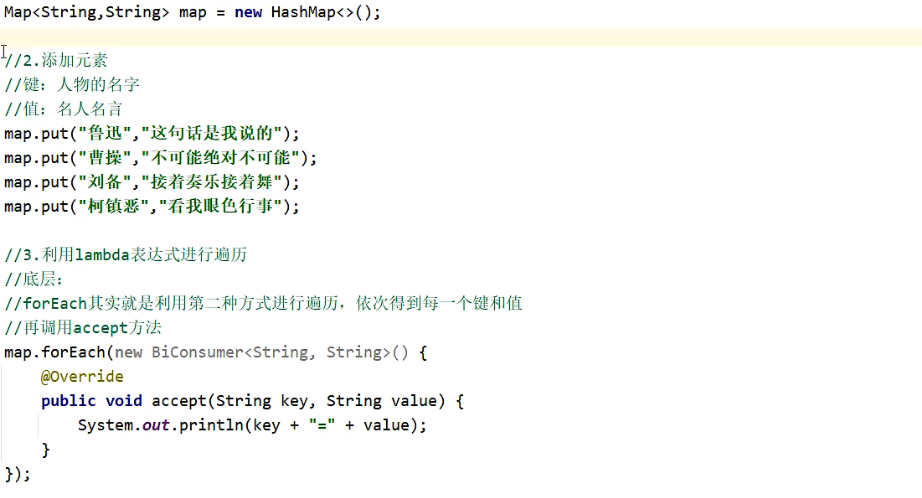 Map<String,String> map = new HashMap<>();
//2.添加元素
//键：人物的名字
//值：名人名言
map.put("鲁迅","这句话是我说的");
map.put("曹操","不可能绝对不可能");
map.put("刘备","接着奏乐接着舞");
map.put("柯镇恶","看我眼色行事");
//3.利用lambda表达式进行遍历
//底层：
//forEach其实就是利用第二种方式进行遍历，依次得到每一个键和值
//再调用accept方法
map.forEach(new BiConsumer<String, String>() {
    @Override
    public void accept(String key, String value) {
        System.out.println(key + "=" + value);
    }
});